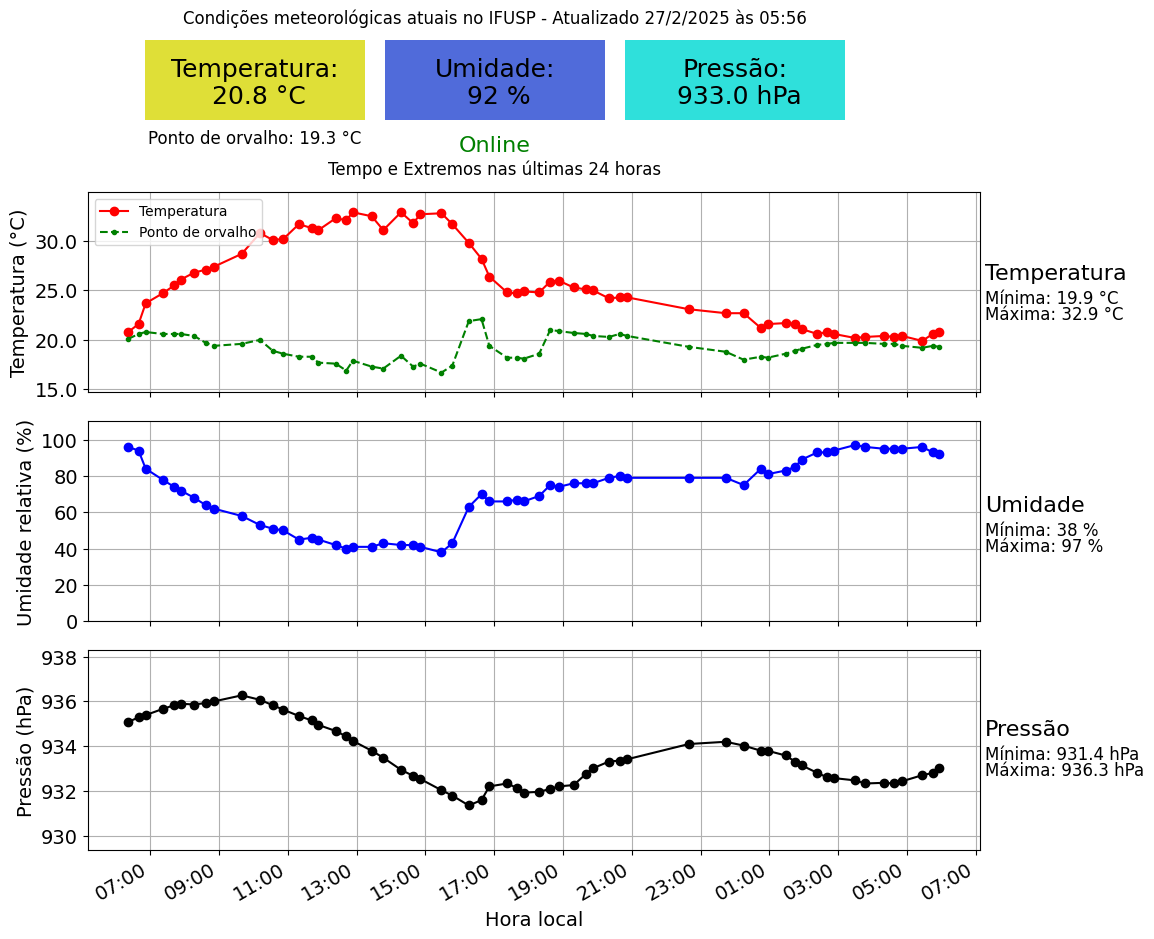 Condições meteorológicas atuais no IFUSP - Atualizado 27/2/2025 às 05:56
Temperatura:
20.8 °C
Umidade:
92 %
Pressão:
933.0 hPa
Ponto de orvalho: 19.3 °C
Online
Tempo e Extremos nas últimas 24 horas
Temperatura (°C)
30.0
25.0
20.0
15.0
Temperatura
Ponto de orvalho
Temperatura
Mínima: 19.9 °C
Máxima: 32.9 °C
Umidade relativa (%)
100
80
60
40
20
0
Umidade
Mínima: 38 %
Máxima: 97 %
Pressão (hPa)
938
936
934
932
930
Pressão
Mínima: 931.4 hPa
Máxima: 936.3 hPa
07:00 09:00 11:00 13:00 15:00 17:00 19:00 21:00 23:00 01:00 03:00 05:00 07:00
Hora local